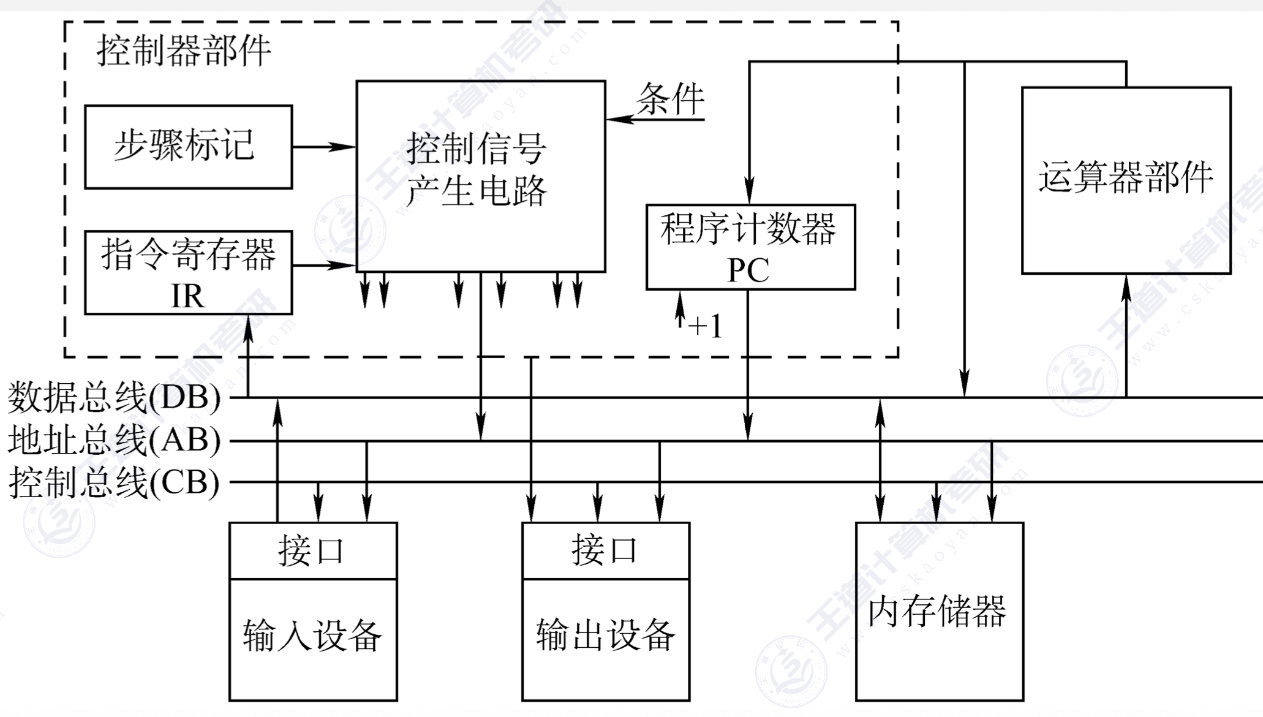 控制器部件
步骤标记
控制信号
产生电路
条件
运算器部件
指令寄存器
IR
程序计数器
PC
+1
数据总线(DB)
地址总线(AB)
控制总线(CB)
接口
输入设备
接口
输出设备
内存储器
王道计算机考研
www.cskaoyan.com